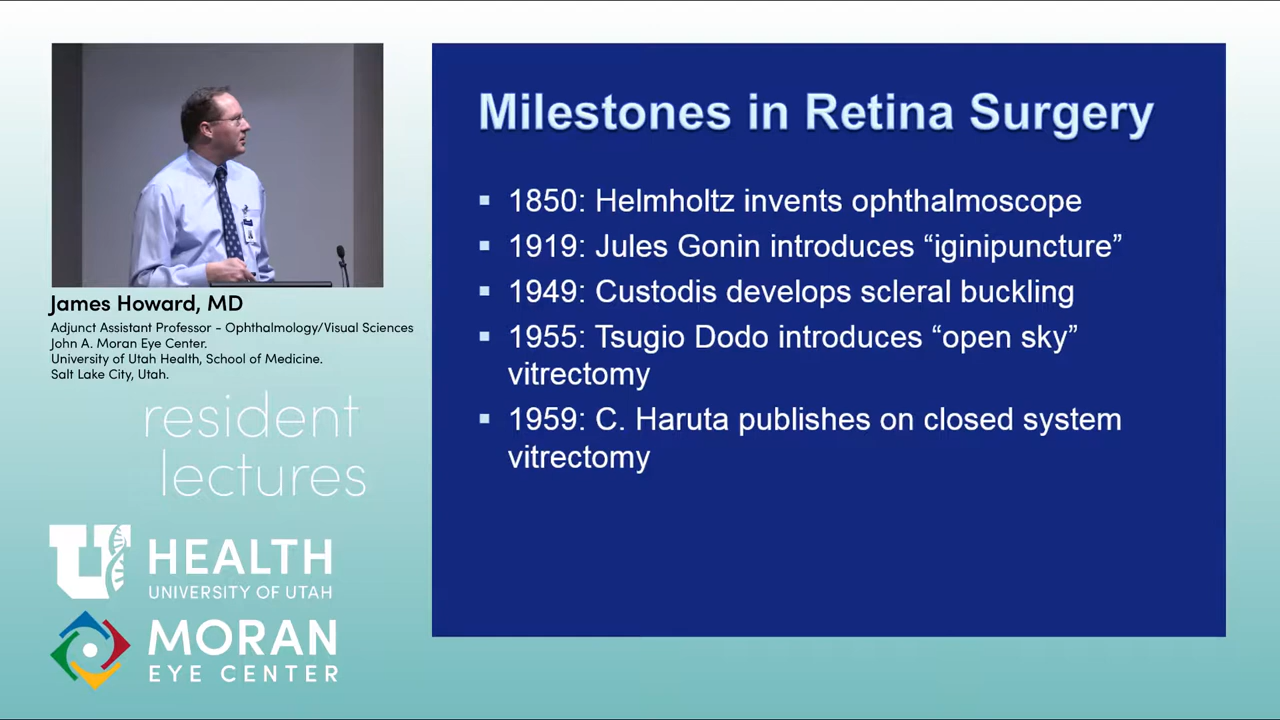 Milestones in Retina Surgery
▪ 1850: Helmholtz invents ophthalmoscope
▪ 1919: Jules Gonin introduces “iginipuncture”
▪ 1949: Custodis develops scleral buckling
▪ 1955: Tsugio Dodo introduces “open sky”
vitrectomy
▪ 1959: C. Haruta publishes on closed system
vitrectomy
James Howard, MD
Adjunct Assistant Professor - Ophthalmology/Visual Sciences
John A. Moran Eye Center.
University of Utah Health, School of Medicine.
Salt Lake City, Utah.
resident
lectures
U HEALTH
UNIVERSITY OF UTAH
MORAN
EYE CENTER